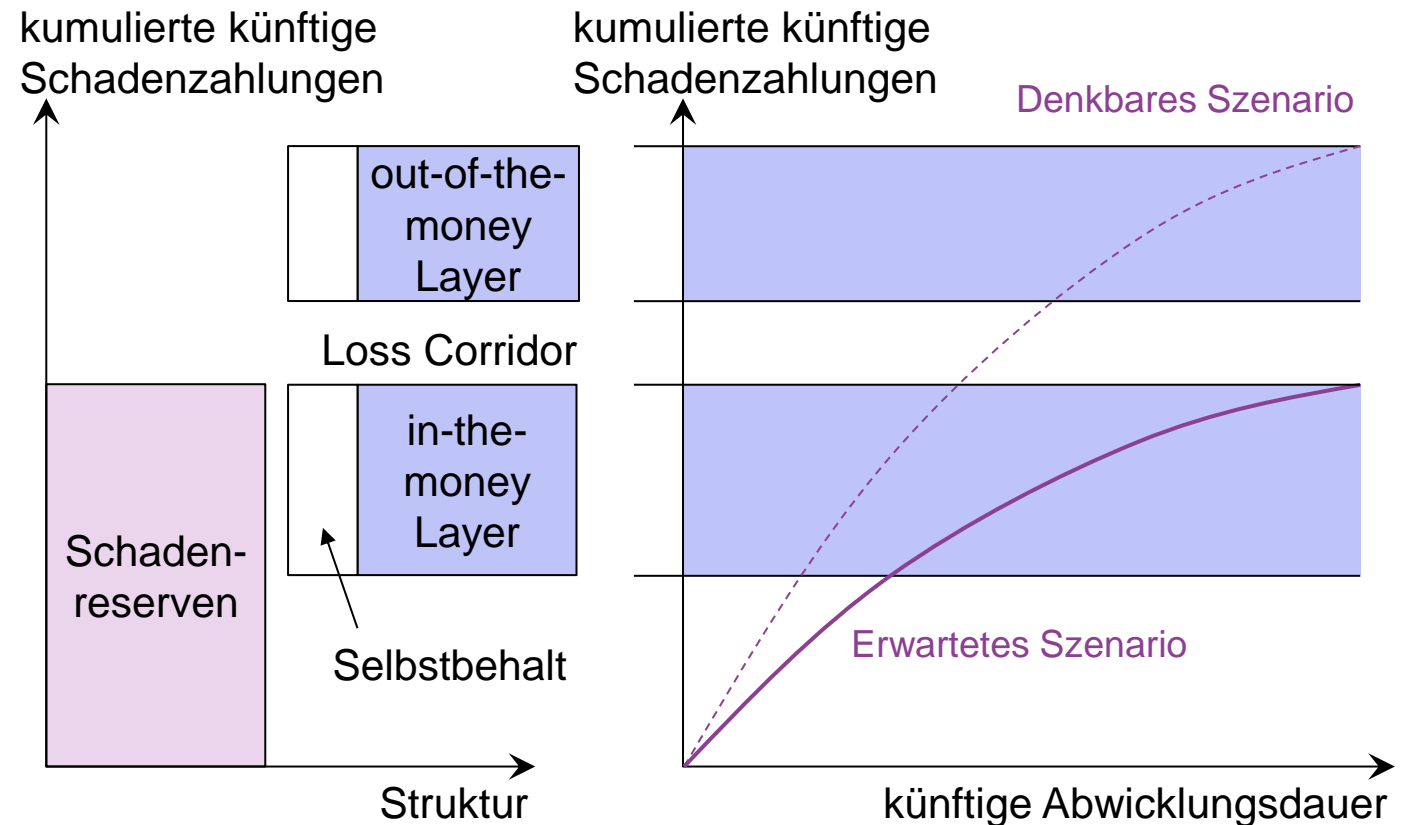 kumulierte künftige
Schadenzahlungen
kumulierte künftige
Schadenzahlungen
Denkbares Szenario
out-of-the-
money
Layer
Loss Corridor
in-the-
money
Layer
Schaden-
reserven
Selbstbehalt
Erwartetes Szenario
Struktur
künftige Abwicklungsdauer